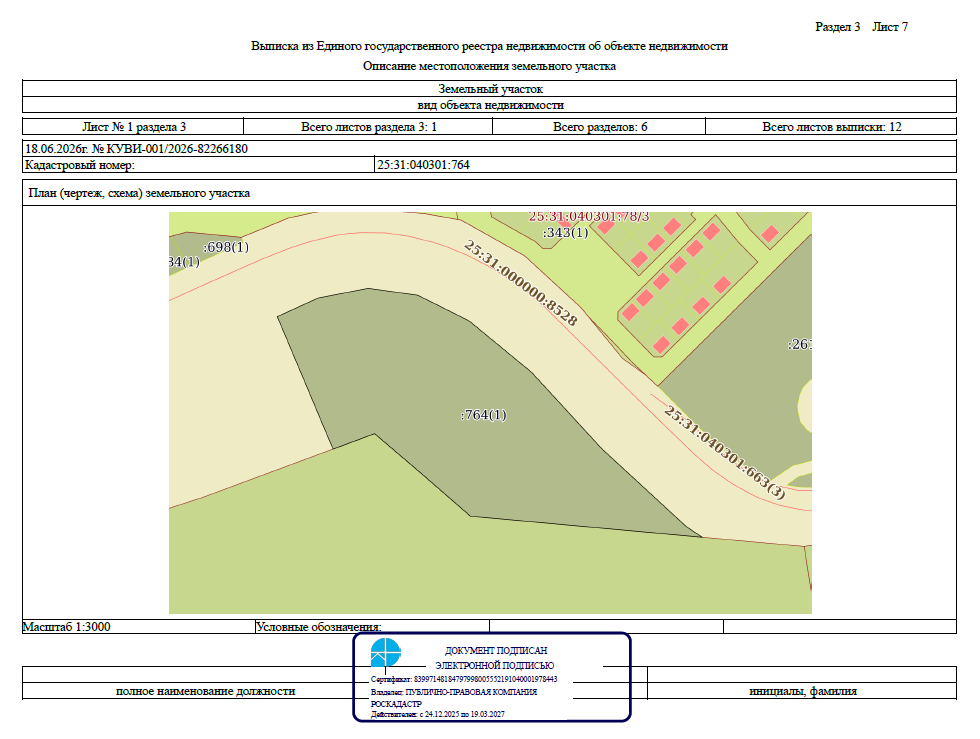 Раздел 3 Лист 7
Выписка из Единого государственного реестра недвижимости об объекте недвижимости
Описание местоположения земельного участка
Земельный участок
вид объекта недвижимости
Лист № 1 раздела 3 Всего листов раздела 3: 1 Всего разделов: 6 Всего листов выписки: 12
18.06.2026г. № КУВИ-001/2026-82266180
Кадастровый номер: 25:31:040301:764
План (чертеж, схема) земельного участка
25:31:040301:78/3
:343(1)
:698(1)
34(1)
25:31:000000:8528
:261
:764(1)
25:31:040301:663(3)
Масштаб 1:3000 Условные обозначения:
ДОКУМЕНТ ПОДПИСАН
ЭЛЕКТРОННОЙ ПОДПИСЬЮ
Сертификат: 83997148184797998005552191040001978443
полное наименование должности Владелец: ПУБЛИЧНО-ПРАВОВАЯ КОМПАНИЯ инициалы, фамилия
РОСКАДАСТР
Действителен: с 24.12.2025 по 19.03.2027